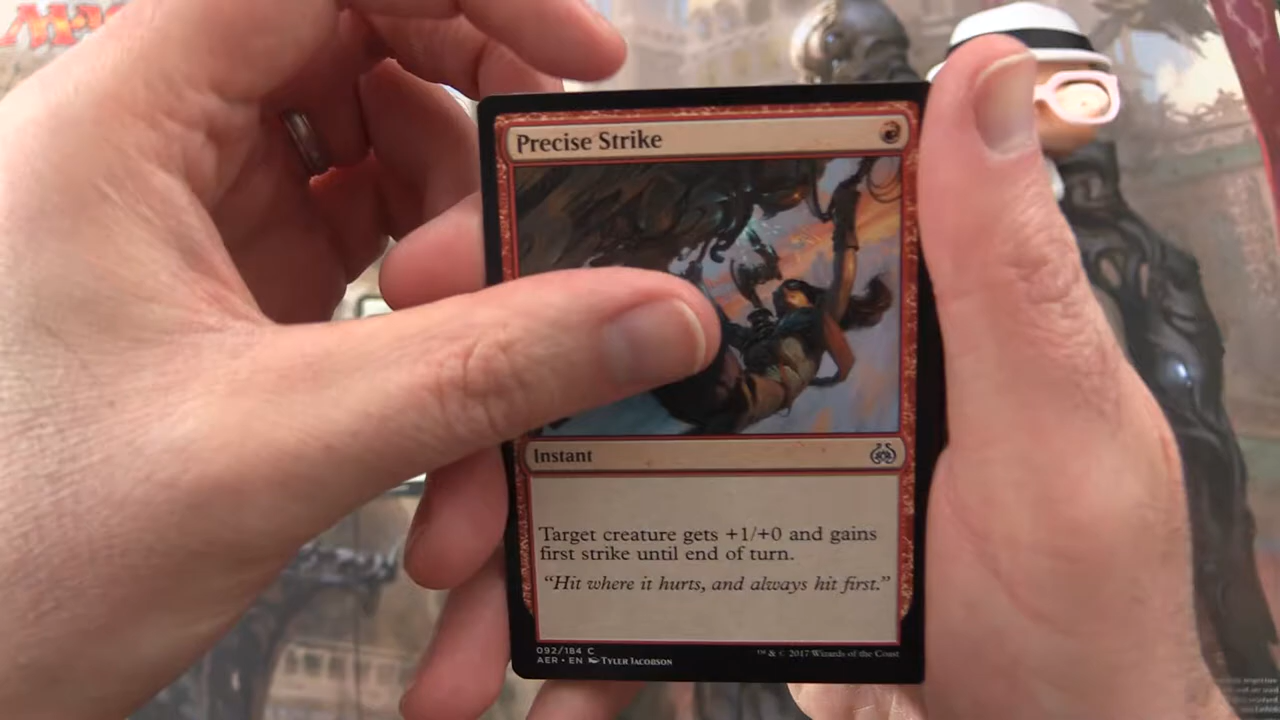 Precise Strike
Instant
Target creature gets +1/+0 and gains
first strike until end of turn.
“Hit where it hurts, and always hit first.”
092/184 C
AER • EN Tyler Jacobson
™ & © 2017 Wizards of the Coast